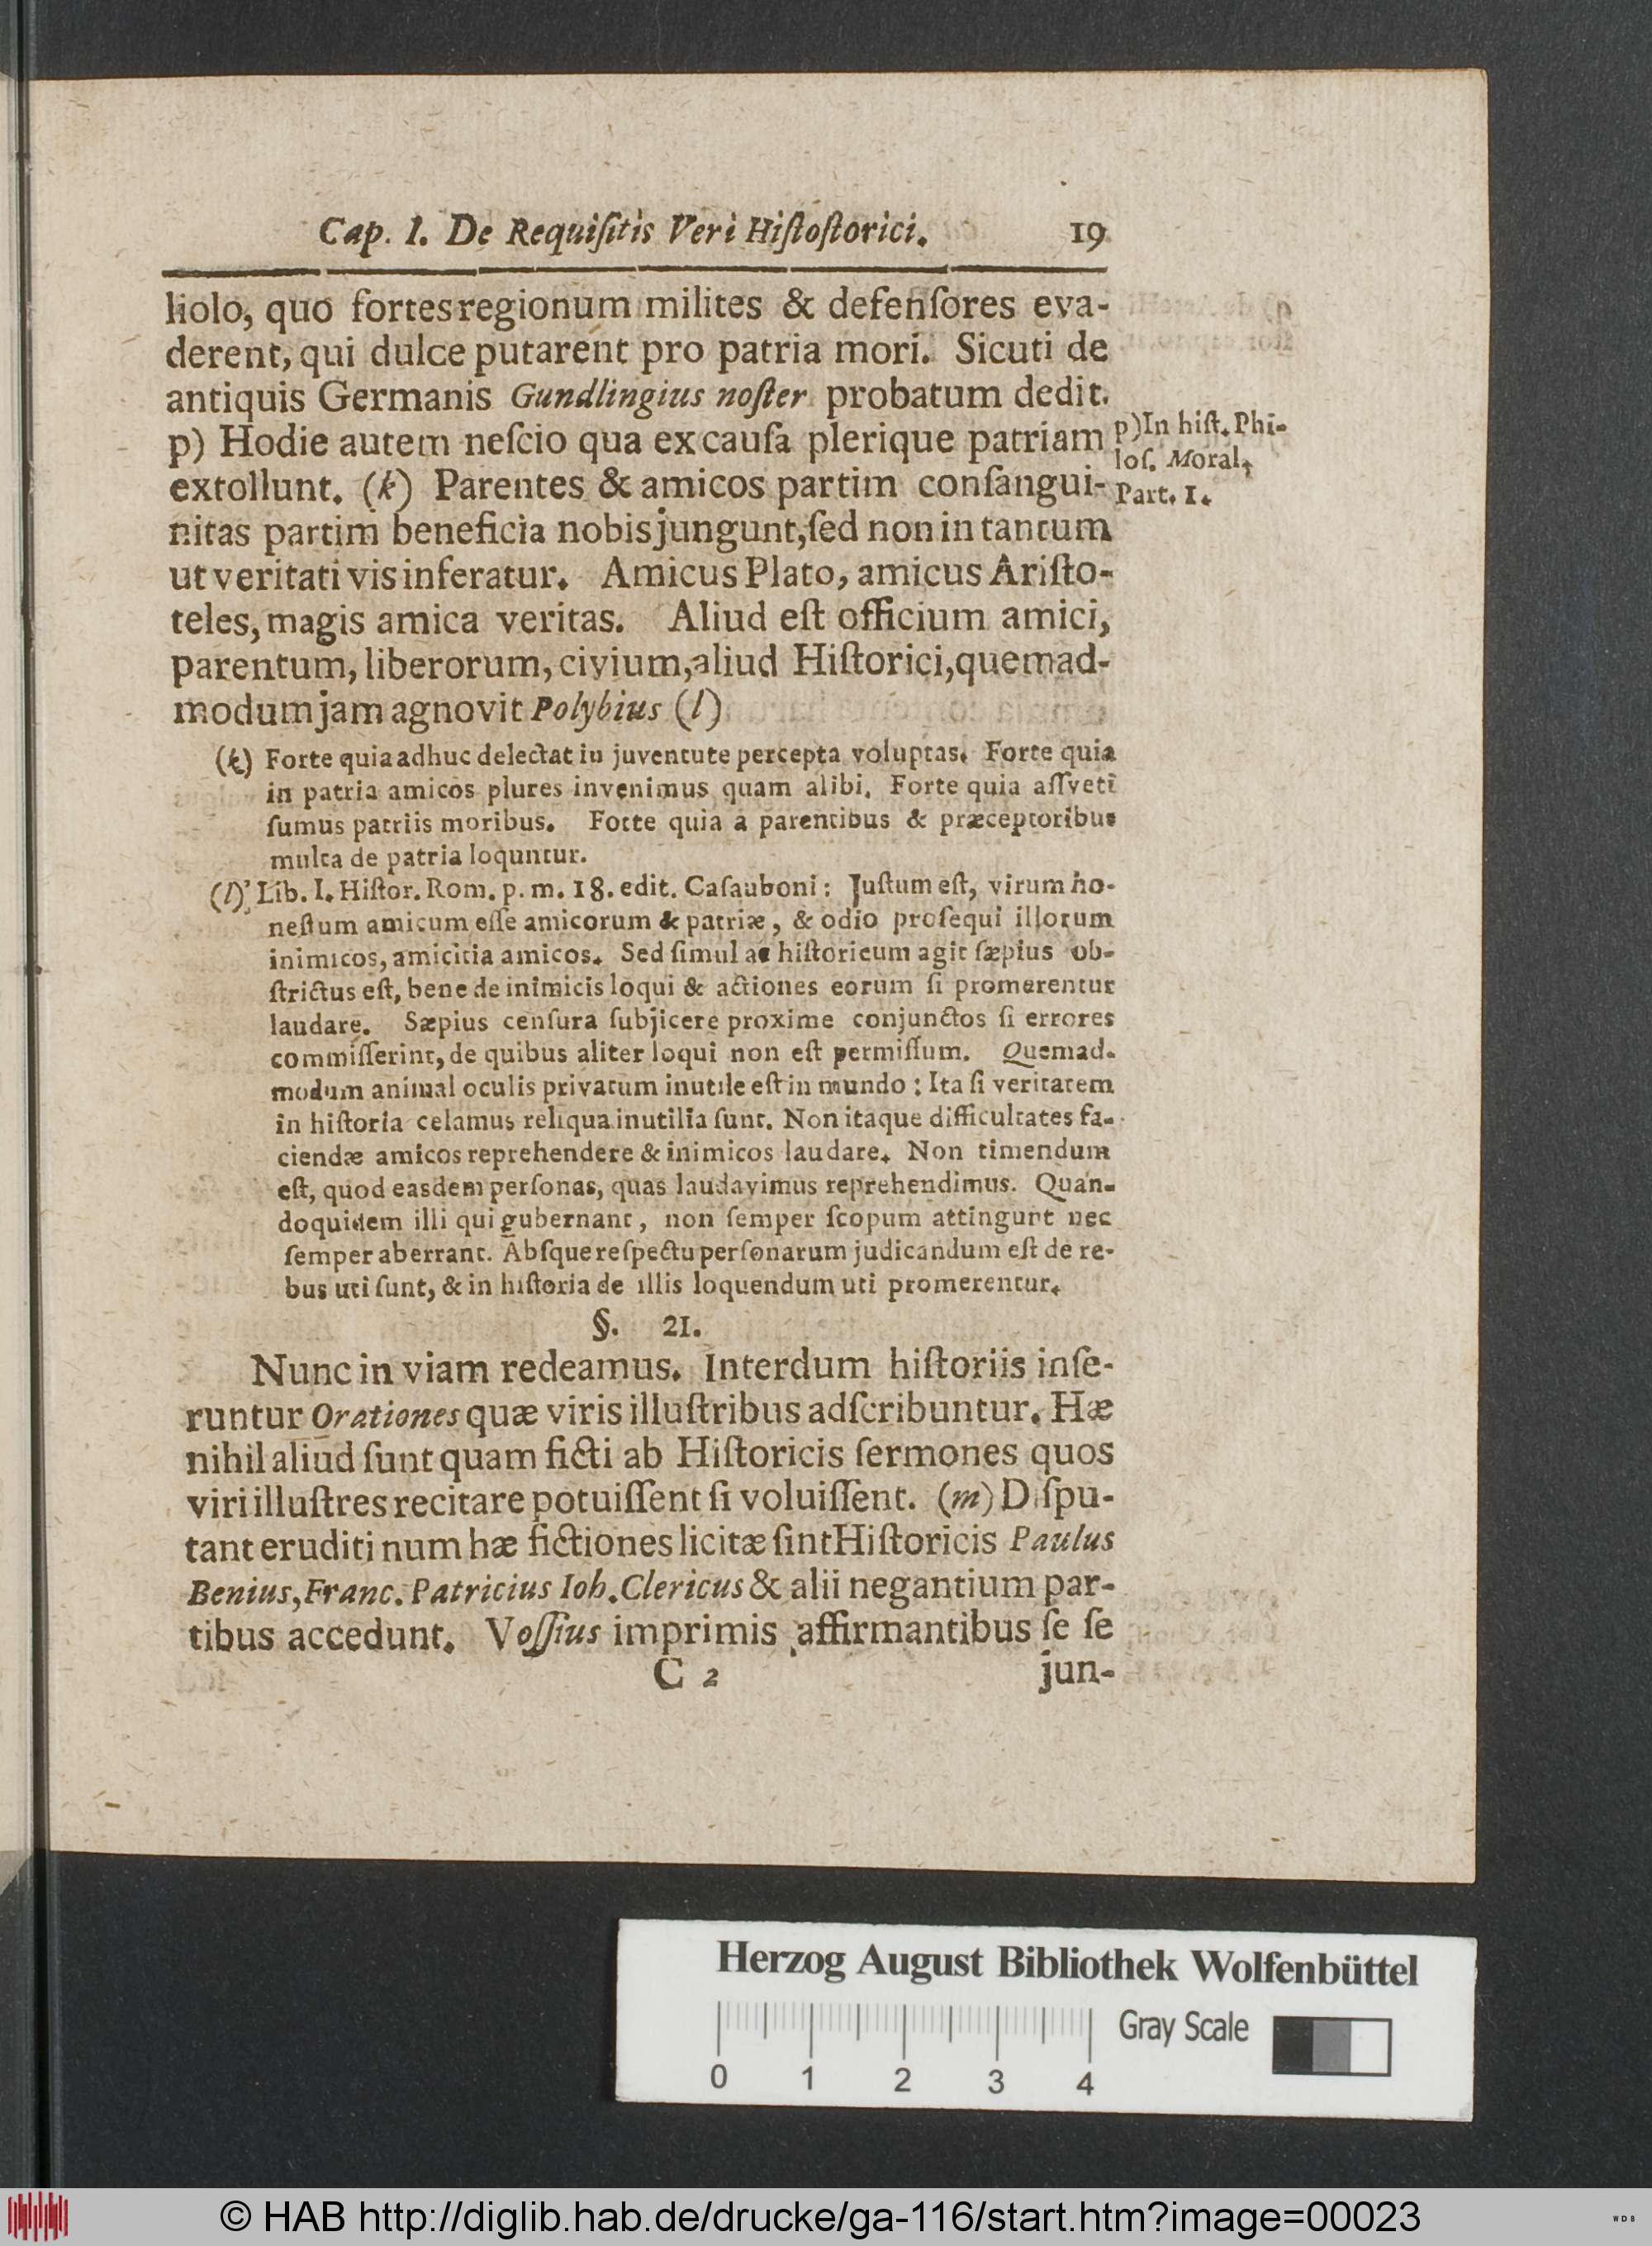 Cap. I. De Requiſitis Veri Hiſtoſtorici. 19
liolo, quo fortes regionum milites & defenſores eva-
derent, qui dulce putarent pro patria mori. Sicuti de
antiquis Germanis Gundlingius noſter probatum dedit.
p) Hodie autem neſcio qua ex cauſa plerique patriam
extollunt. (k) Parentes & amicos partim conſangui-
nitas partim beneficia nobis jungunt, ſed non in tantum
ut veritati vis inferatur. Amicus Plato, amicus Ariſto-
teles, magis amica veritas. Aliud eſt officium amici,
parentum, liberorum, civium, aliud Hiſtorici, quemad-
modum jam agnovit Polybius (l)
p) In hiſt. Phi-
loſ. Moral,
Part. I.
(k) Forte quia adhuc delectat iu juventute percepta voluptas. Forte quia
in patria amicos plures invenimus quam alibi. Forte quia aſſveti
ſumus patriis moribus. Fotte quia a parentibus & præceptoribus
multa de patria loquuntur.
(l) Lib. I. Hiſtor. Rom. p. m. 18. edit. Caſauboni: Juſtum eſt, virum ho-
neſtum amicum eſſe amicorum & patriæ, & odio proſequi illorum
inimicos, amicitia amicos. Sed ſimul ac hiſtoricum agit ſæpius ob-
ſtrictus eſt, bene de inimicis loqui & actiones eorum ſi promerentur
laudare. Sæpius cenſura ſubjicere proxime conjunctos ſi errores
commiſſerint, de quibus aliter loqui non eſt permiſſum. Quemad-
modum animal oculis privatum inutile eſt in mundo: Ita ſi veritatem
in hiſtoria celamus reliqua inutilia ſunt. Non itaque difficultates fa-
ciendæ amicos reprehendere & inimicos laudare. Non timendum
eſt, quod easdem perſonas, quas laudavimus reprehendimus. Quan-
doquidem illi qui gubernant, non ſemper ſcopum attingunt nec
ſemper aberrant. Abſque reſpectu perſonarum judicandum eſt de re-
bus uti ſunt, & in hiſtoria de illis loquendum uti promerentur.
§. 21.
Nunc in viam redeamus. Interdum hiſtoriis inſe-
runtur Orationes quæ viris illuſtribus adſcribuntur. Hæ
nihil aliud ſunt quam ficti ab Hiſtoricis ſermones quos
viri illuſtres recitare potuiſſent ſi voluiſſent. (m) Diſpu-
tant eruditi num hæ fictiones licitæ ſint Hiſtoricis Paulus
Benius, Franc. Patricius Ioh. Clericus & alii negantium par-
tibus accedunt. Voſſius imprimis affirmantibus ſe ſe
C 2 jun-
Herzog August Bibliothek Wolfenbüttel
Gray Scale
0 1 2 3 4
© HAB http://diglib.hab.de/drucke/ga-116/start.htm?image=00023
WDB